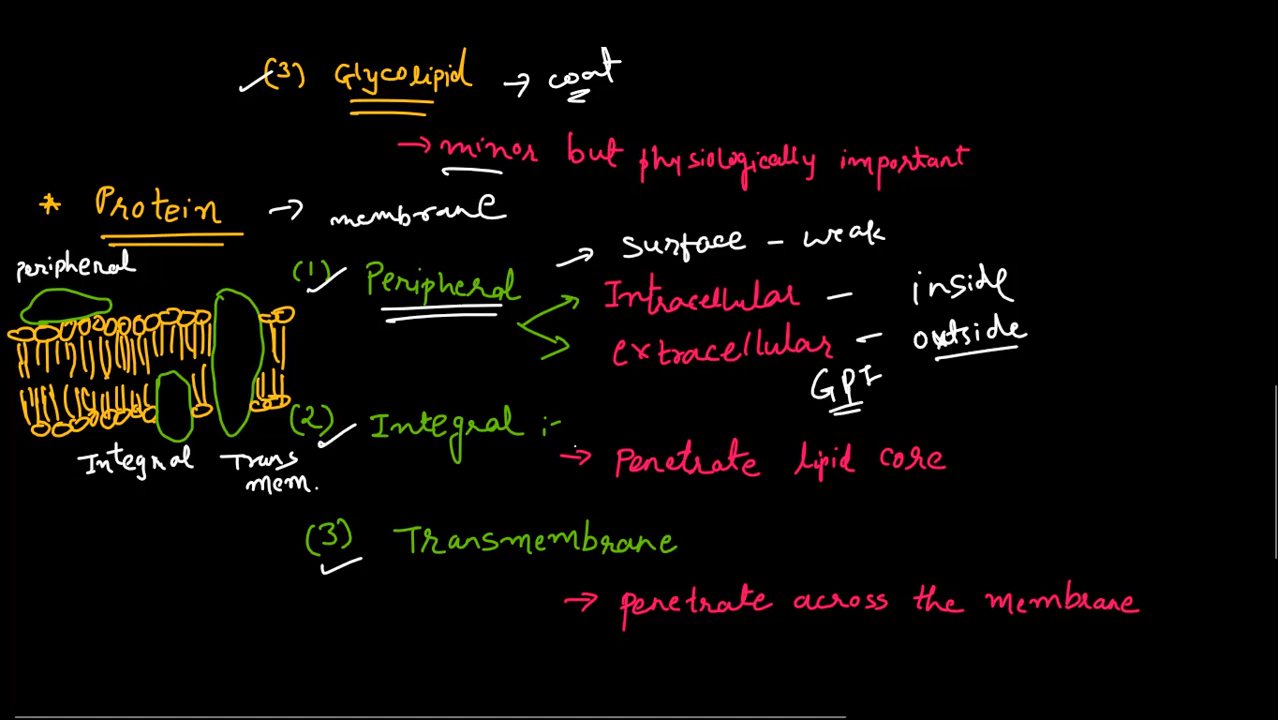 (3) Glycolipid → coat
→ minor but physiologically important
* Protein → membrane
peripheral
(1) Peripheral → surface - weak
Intracellular - inside
extracellular - outside
GPI
(2) Integral :-
→ Penetrate lipid core
Integral Trans mem.
(3) Transmembrane
→ penetrate across the membrane